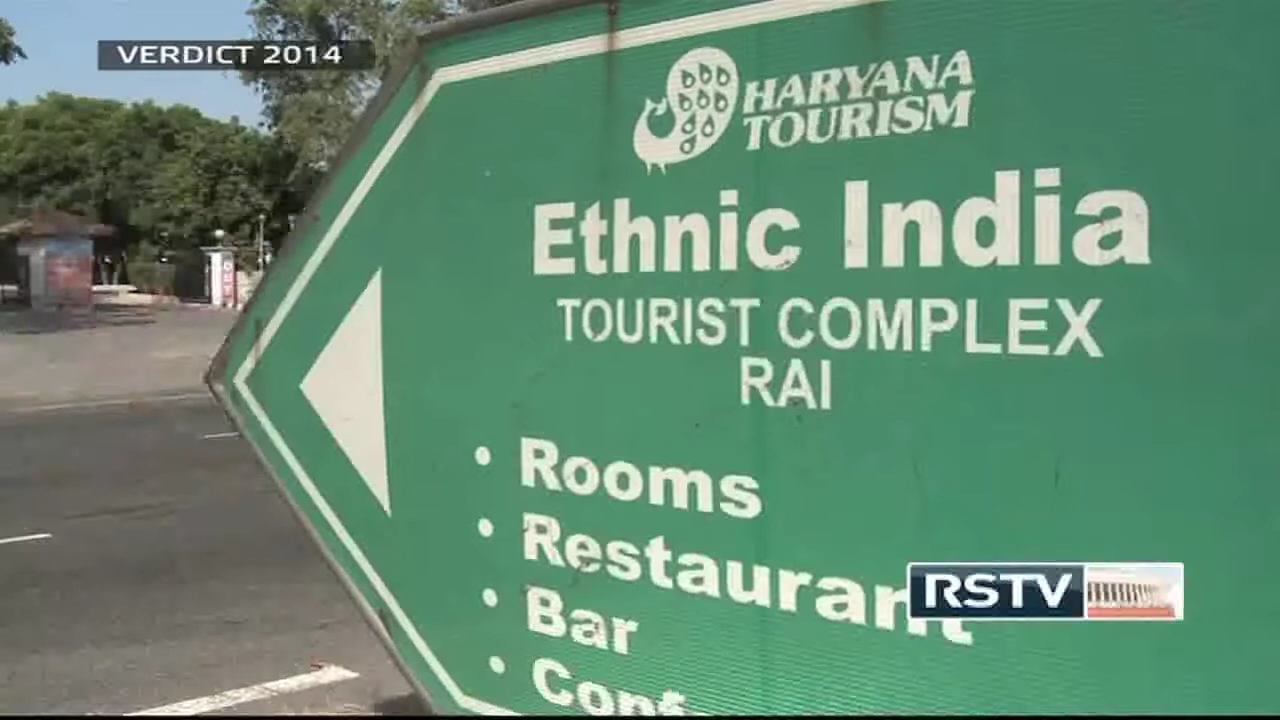 VERDICT 2014
HARYANA
TOURISM
Ethnic India
TOURIST COMPLEX
RAI
• Rooms
• Restaurant
• Bar
RSTV